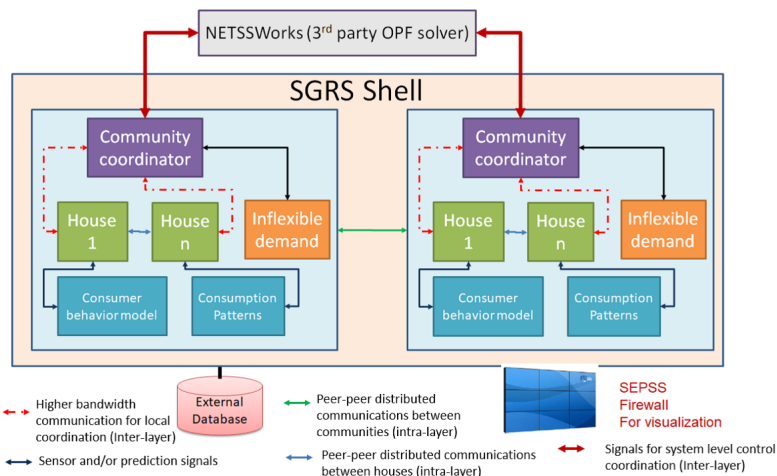 NETSSWorks (3rd party OPF solver)
SGRS Shell
Community
coordinator
House
1
House
n
Inflexible
demand
Consumer
behavior model
Consumption
Patterns
Community
coordinator
House
1
House
n
Inflexible
demand
Consumer
behavior model
Consumption
Patterns
External
Database
Higher bandwidth
communication for local
coordination (Inter-layer)
Sensor and/or prediction signals
Peer-peer distributed
communications between
communities (intra-layer)
Peer-peer distributed communications
between houses (intra-layer)
SEPSS
Firewall
For visualization
Signals for system level control
coordination (Inter-layer)